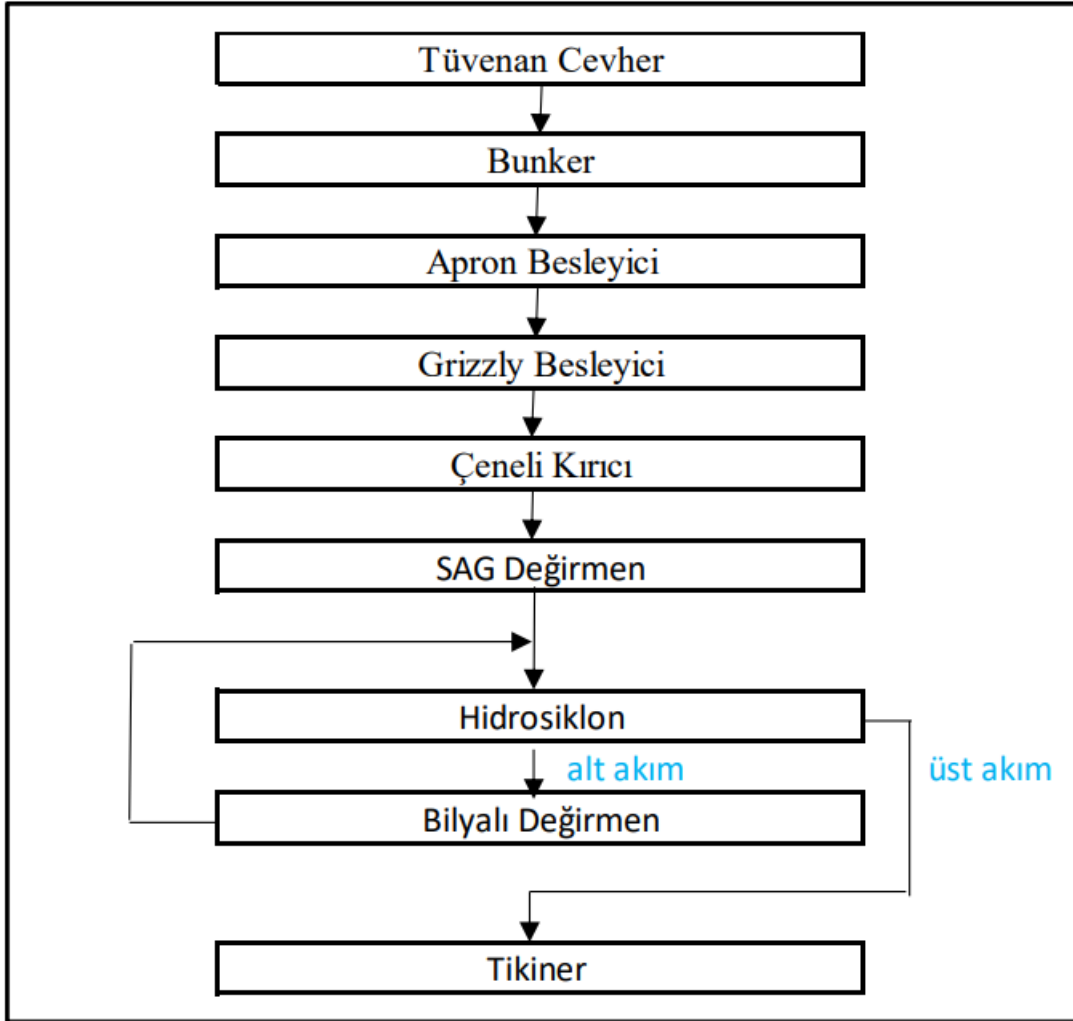 Tüvenan Cevher
Bunker
Apron Besleyici
Grizzly Besleyici
Çeneli Kırıcı
SAG Değirmen
Hidrosiklon
alt akım
üst akım
Bilyalı Değirmen
Tikiner